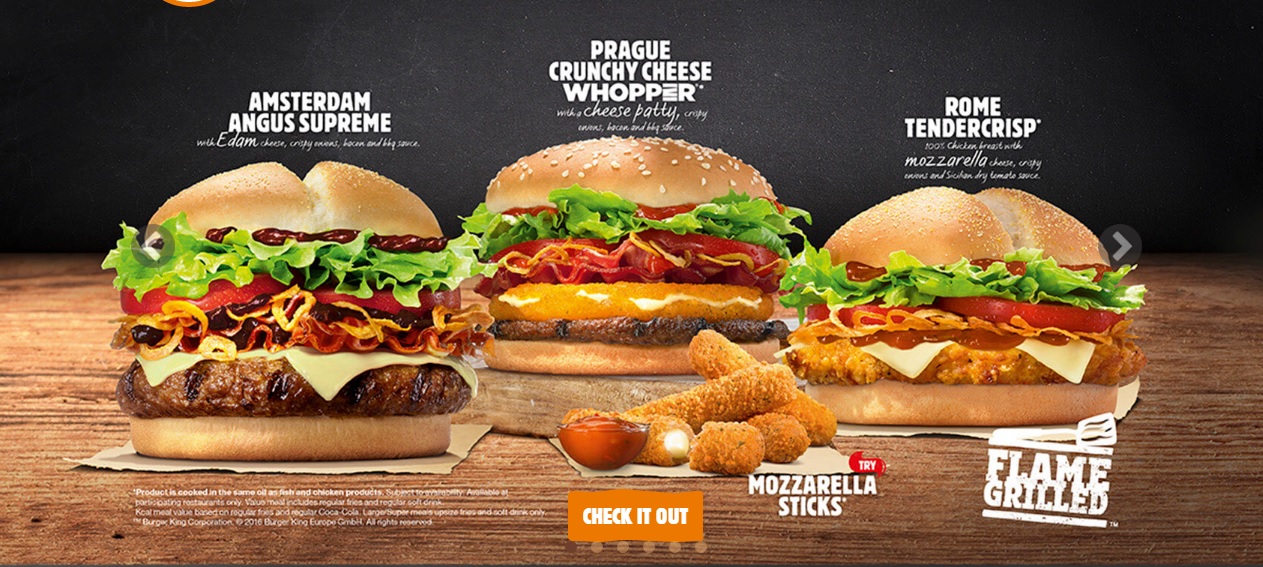 PRAGUE
CRUNCHY CHEESE
WHOPPER®*
with a cheese patty, crispy
onions, bacon and bbq sauce.
AMSTERDAM
ANGUS SUPREME
with Edam cheese, crispy onions, bacon and bbq sauce.
ROME
TENDERCRISP*
100% Chicken breast with
mozzarella cheese, crispy
onions and Sicilian dry tomato sauce.
TRY
MOZZARELLA
STICKS*
FLAME
GRILLED
™
*Product is cooked in the same oil as fish and chicken products. Subject to availability. Available at
participating restaurants only. Value meal includes regular fries and regular soft drink.
Kcal meal value based on regular fries and regular Coca-Cola. Large/Super meals upsize fries and soft drink only.
™ Burger King Corporation. © 2016 Burger King Europe GmbH. All rights reserved.
CHECK IT OUT